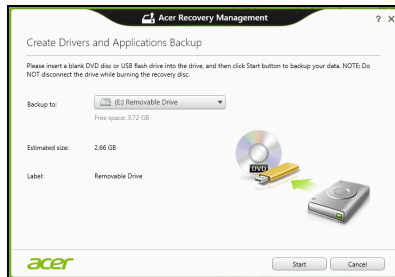 Acer Recovery Management
? X
Create Drivers and Applications Backup
Please insert a blank DVD disc or USB flash drive into the drive, and then click Start button to backup your data. NOTE: Do
NOT disconnect the drive while burning the recovery disc.
Backup to: (E:) Removable Drive
Free space: 3.72 GB
Estimated size: 2.66 GB
DVD
Label: Removable Drive
acer
Start Cancel